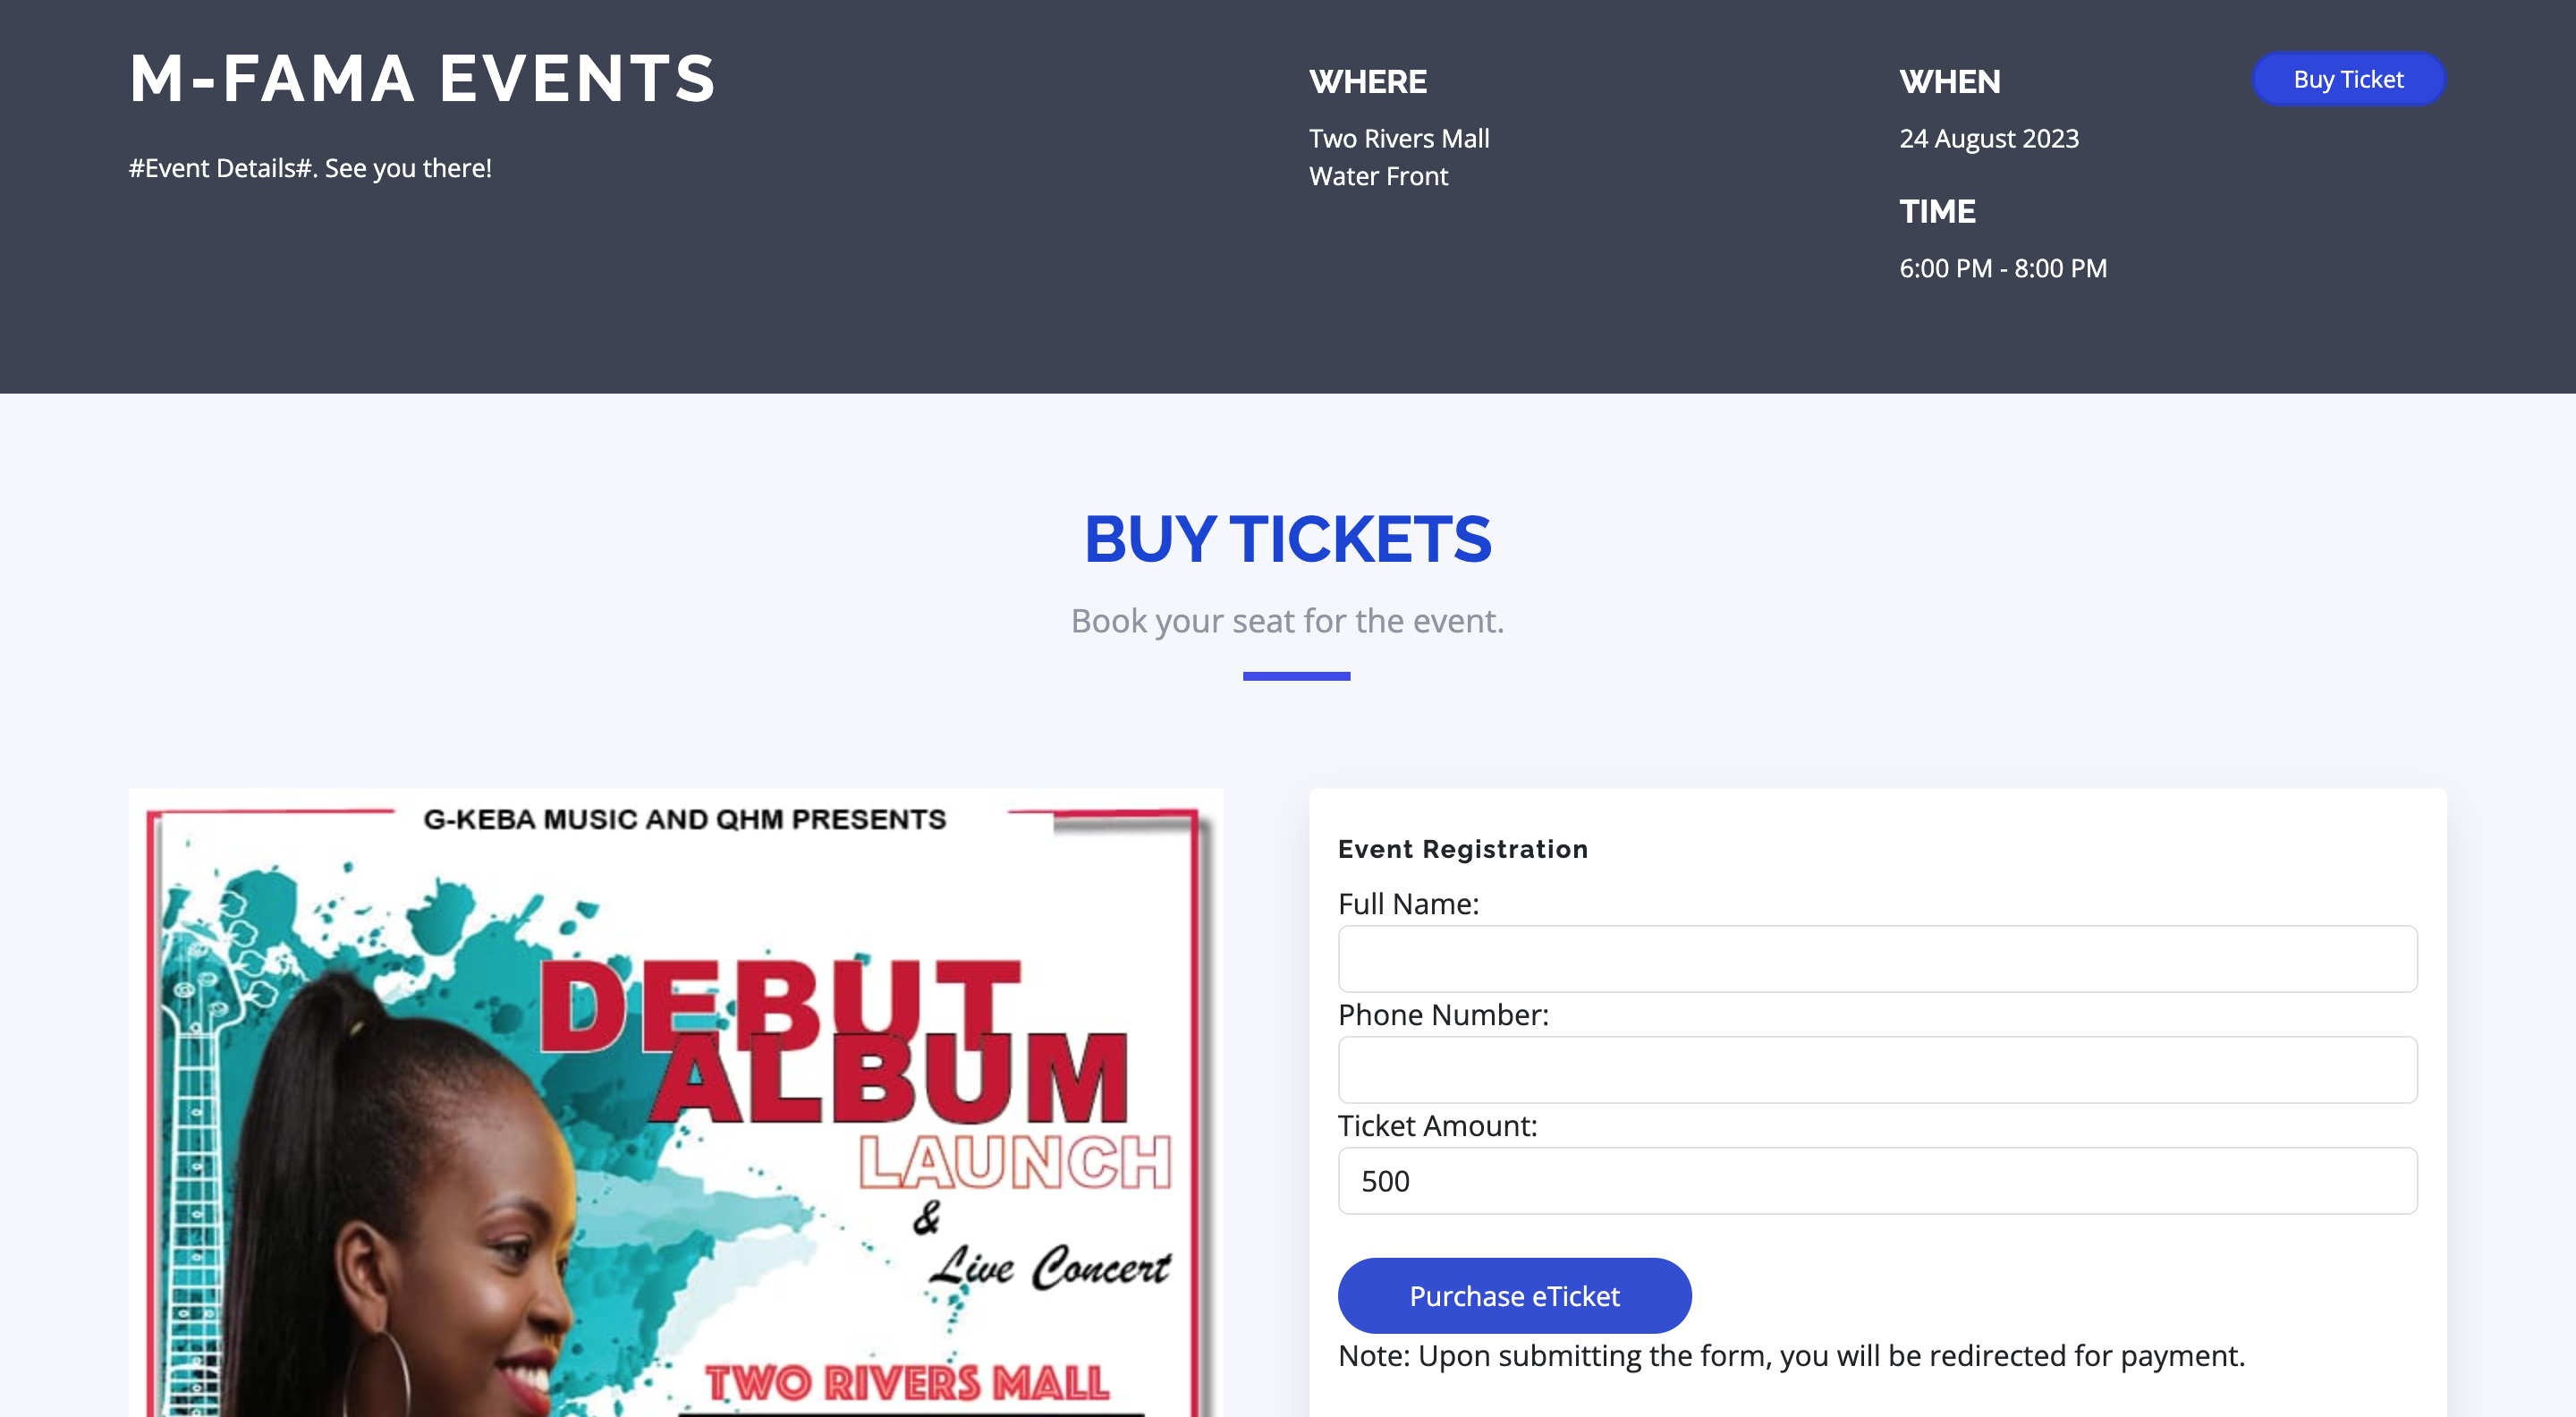 M-FAMA EVENTS
#Event Details#. See you there!
WHERE
Two Rivers Mall
Water Front
WHEN
24 August 2023
TIME
6:00 PM - 8:00 PM
Buy Ticket
BUY TICKETS
Book your seat for the event.
G-KEBA MUSIC AND QHM PRESENTS
DEBUT
ALBUM
LAUNCH
&
Live Concert
TWO RIVERS MALL
Event Registration
Full Name:
Phone Number:
Ticket Amount:
500
Purchase eTicket
Note: Upon submitting the form, you will be redirected for payment.